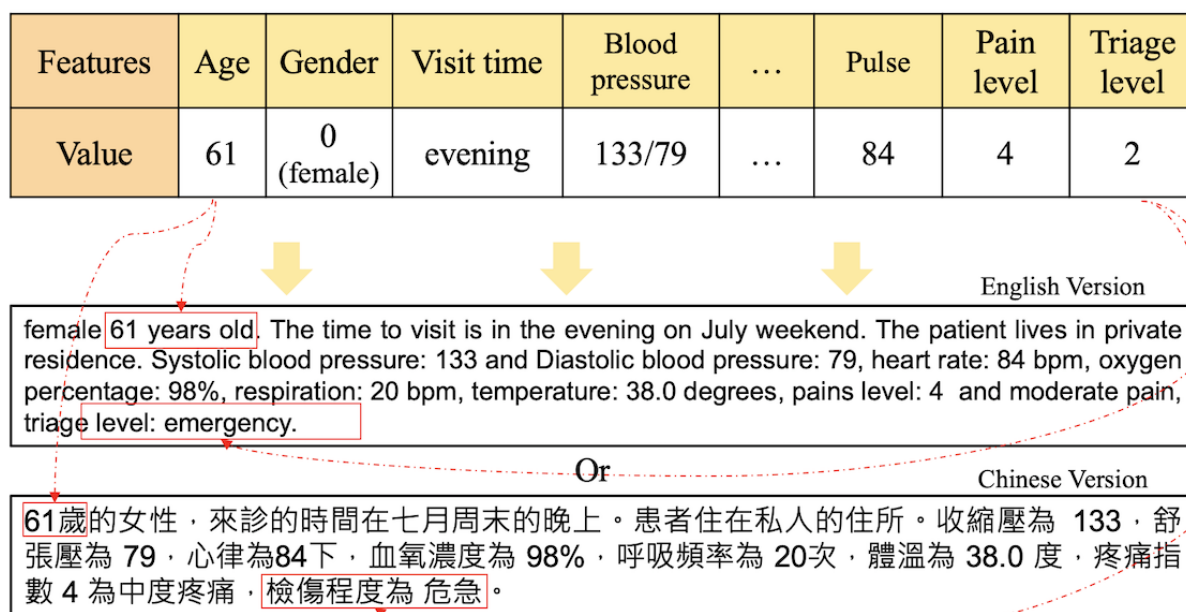 Features Age Gender Visit time Blood pressure ... Pulse Pain level Triage level
Value 61 0 (female) evening 133/79 ... 84 4 2
English Version
female 61 years old. The time to visit is in the evening on July weekend. The patient lives in private
residence. Systolic blood pressure: 133 and Diastolic blood pressure: 79, heart rate: 84 bpm, oxygen
percentage: 98%, respiration: 20 bpm, temperature: 38.0 degrees, pains level: 4 and moderate pain,
triage level: emergency.
Or
Chinese Version
61歲的女性，來診的時間在七月周末的晚上。患者住在私人的住所。收縮壓為 133，舒
張壓為 79，心律為84下，血氧濃度為 98%，呼吸頻率為 20次，體溫為 38.0 度，疼痛指
數 4 為中度疼痛，檢傷程度為 危急。